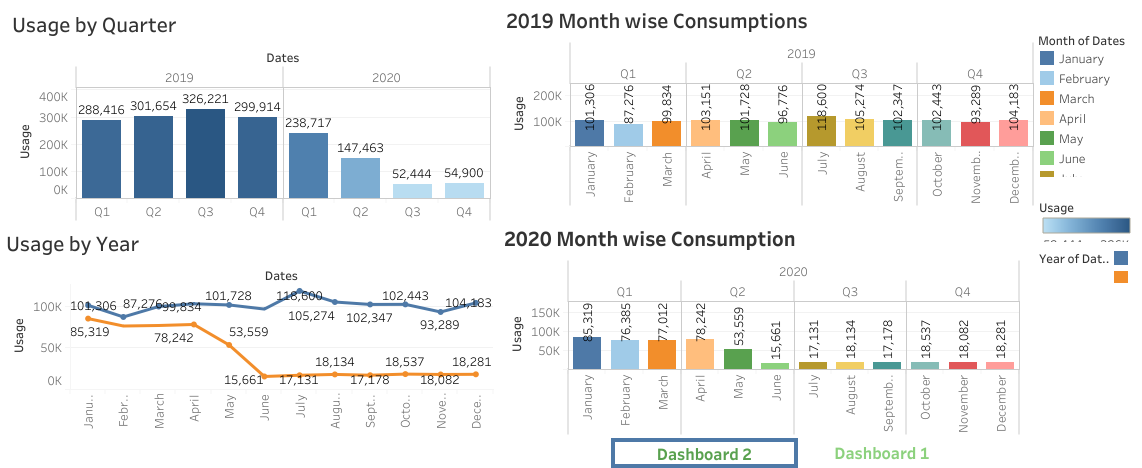 Usage by Quarter
Dates
2019 2020
400K
300K
200K
100K
0K
Usage
288,416 301,654 326,221 299,914 238,717 147,463 52,444 54,900
Q1 Q2 Q3 Q4 Q1 Q2 Q3 Q4
2019 Month wise Consumptions
2019
Q1 Q2 Q3 Q4
200K
100K
Usage
101,306 87,276 99,834 103,151 101,728 96,776 118,600 105,274 102,347 102,443 93,289 104,183
January February March April May June July August Septem.. October Novemb.. Decemb..
Month of Dates
January
February
March
April
May
June
Usage
Year of Dat..
Usage by Year
Dates
100K
50K
0K
Usage
101,306 87,276 99,834 101,728 118,600 105,274 102,347 102,443 93,289 104,183
85,319 78,242 53,559 15,661 17,131 18,134 17,178 18,537 18,082 18,281
Janu.. Febr.. March April May June July Augu.. Sept.. Octo.. Nove.. Dece..
2020 Month wise Consumption
2020
Q1 Q2 Q3 Q4
150K
100K
50K
Usage
85,319 76,385 77,012 78,242 53,559 15,661 17,131 18,134 17,178 18,537 18,082 18,281
January February March April May June July August Septemb.. October November December
Dashboard 2 Dashboard 1